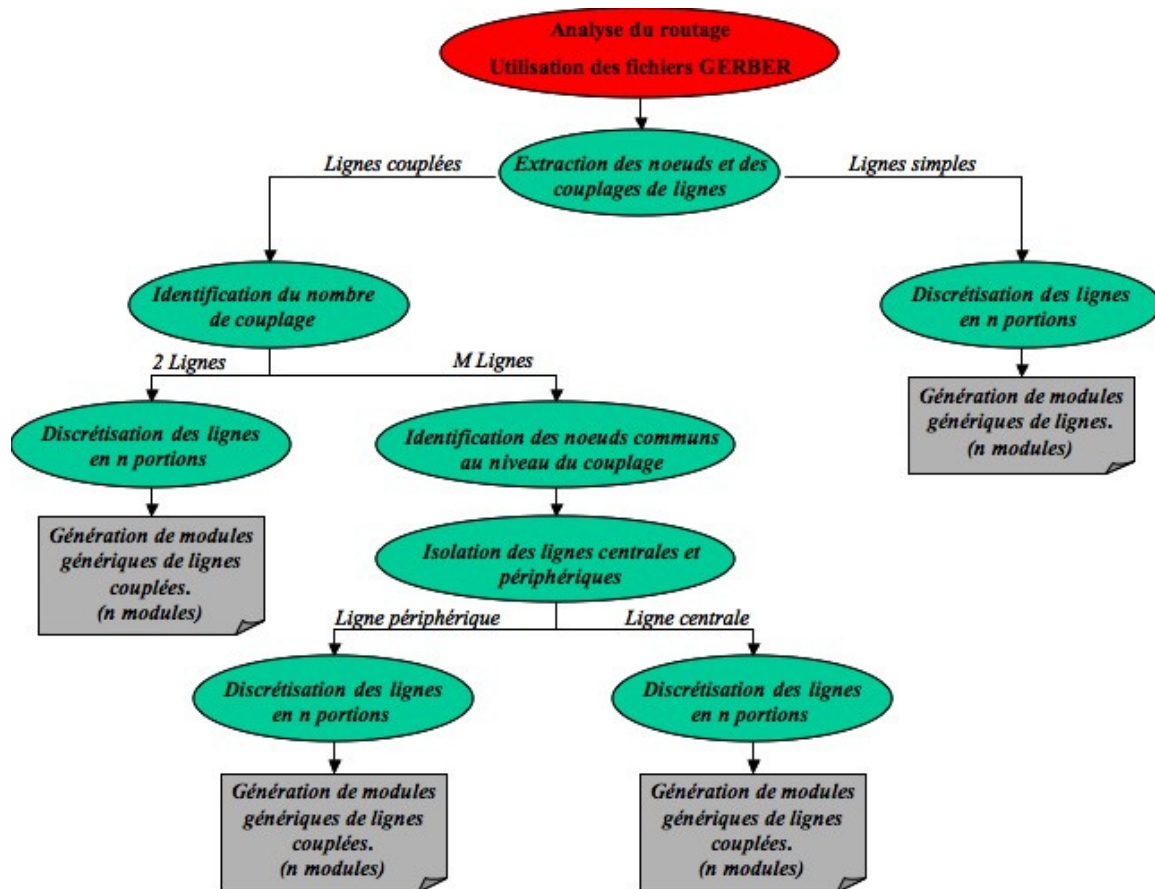 Analyse du routage
Utilisation des fichiers GERBER
Lignes couplées
Extraction des noeuds et des
couplages de lignes
Lignes simples
Identification du nombre
de couplage
Discrétisation des lignes
en n portions
2 Lignes
M Lignes
Génération de modules
génériques de lignes.
(n modules)
Discrétisation des lignes
en n portions
Identification des noeuds communs
au niveau du couplage
Génération de modules
génériques de lignes
couplées.
(n modules)
Isolation des lignes centrales et
périphériques
Ligne périphérique
Ligne centrale
Discrétisation des lignes
en n portions
Discrétisation des lignes
en n portions
Génération de modules
génériques de lignes
couplées.
(n modules)
Génération de modules
génériques de lignes
couplées.
(n modules)